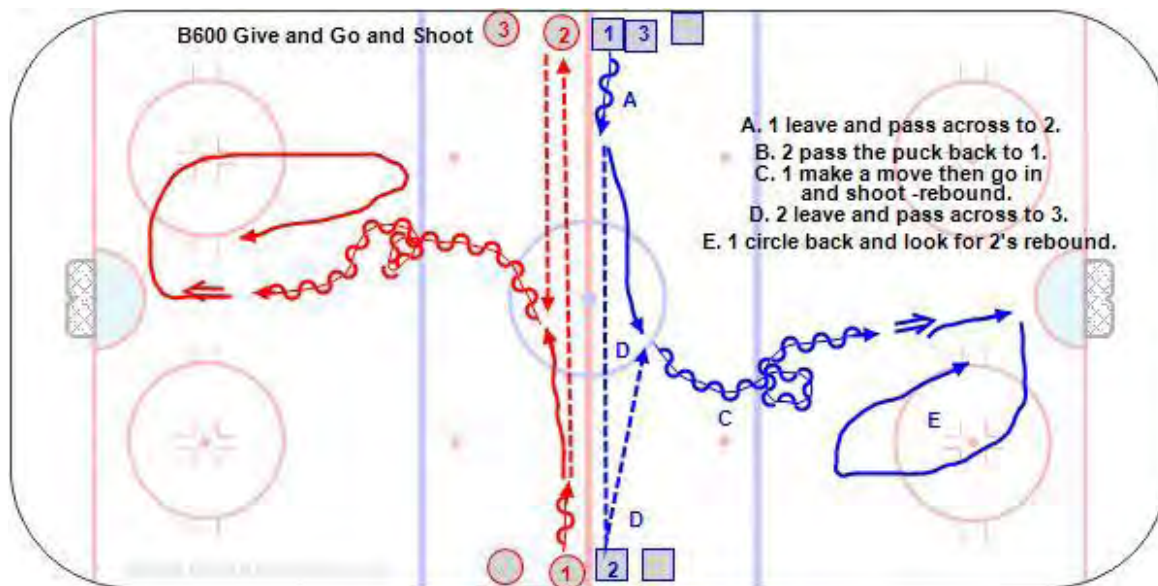 B600 Give and Go and Shoot
3
2
1
3
A
A. 1 leave and pass across to 2.
B. 2 pass the puck back to 1.
C. 1 make a move then go in
and shoot -rebound.
D. 2 leave and pass across to 3.
E. 1 circle back and look for 2's rebound.
D
C
E
D
1
2